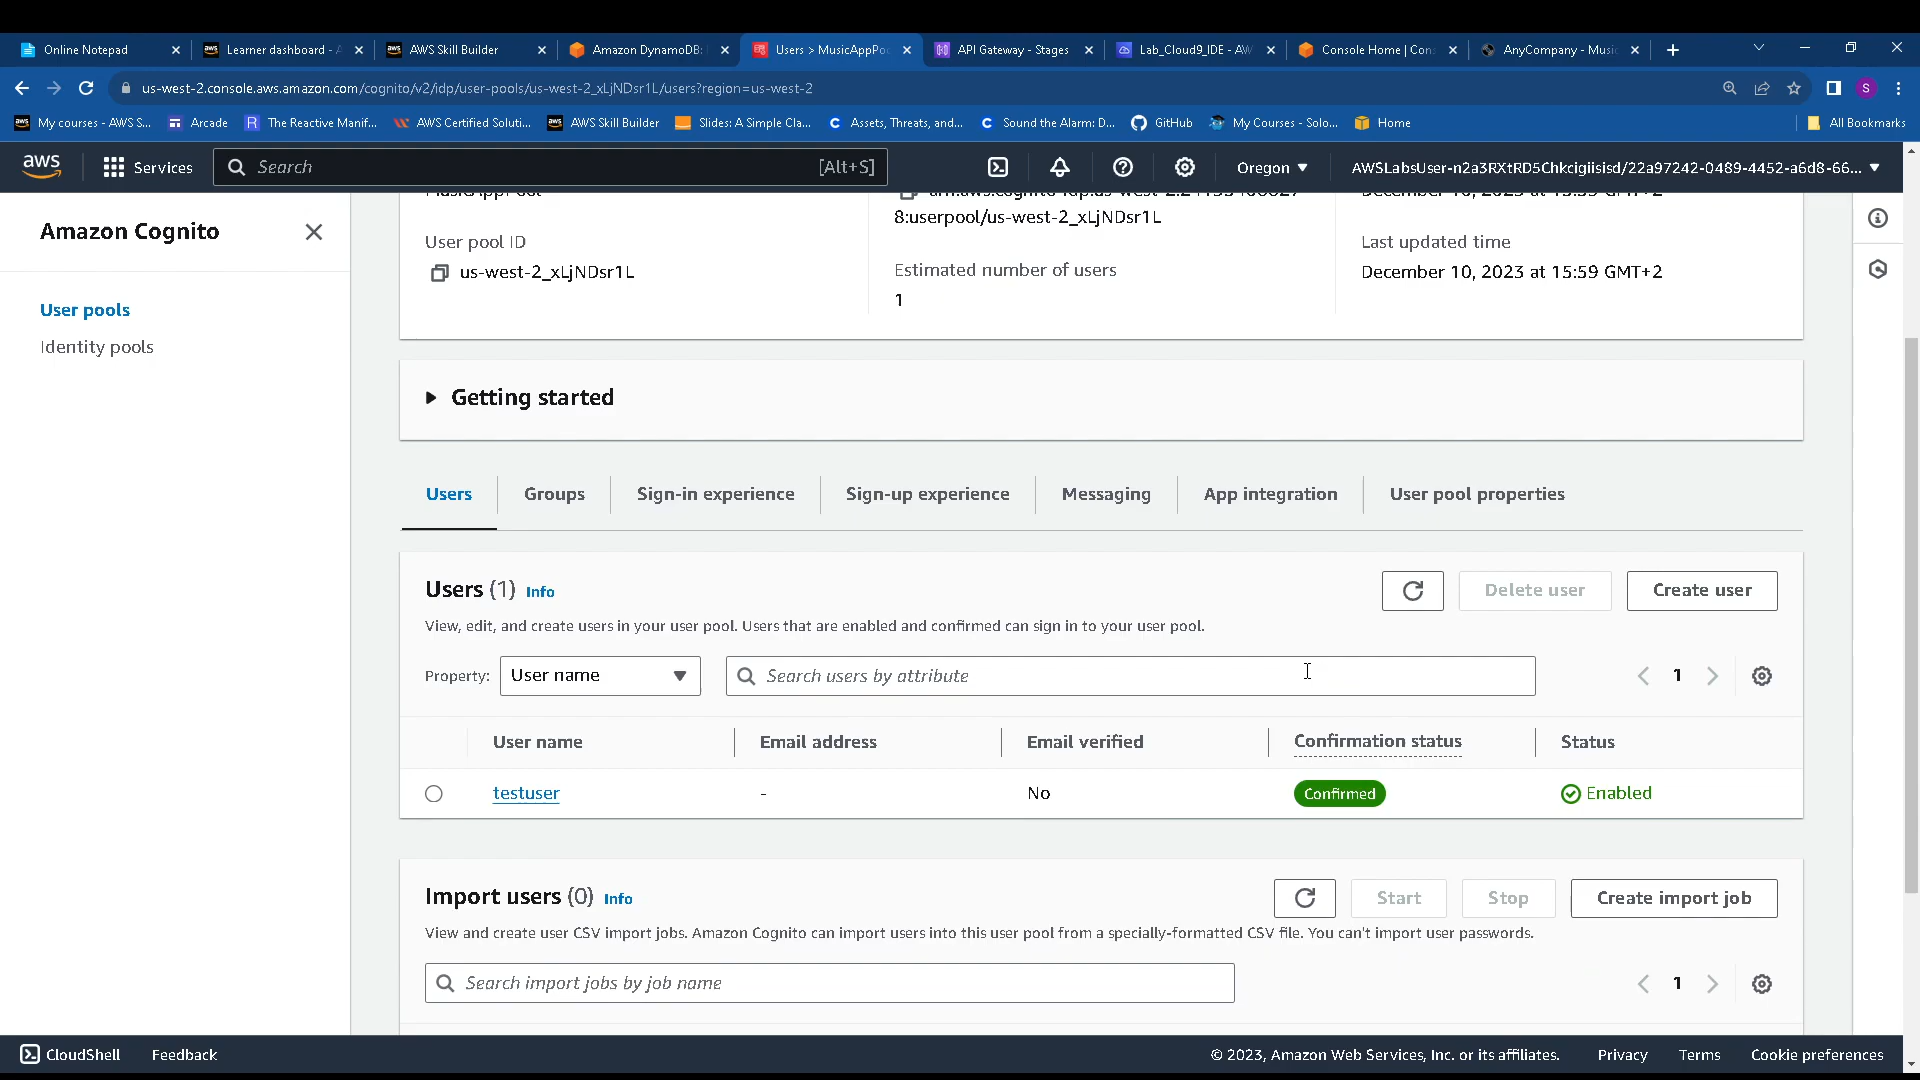 Online Notepad
Learner dashboard - A
AWS Skill Builder
Amazon DynamoDB:
Users > MusicAppPoo
API Gateway - Stages
Lab_Cloud9_IDE - AW
Console Home | Con
AnyCompany - Music
us-west-2.console.aws.amazon.com/cognito/v2/idp/user-pools/us-west-2_xLjNDsr1L/users?region=us-west-2
S
My courses - AWS S...
Arcade
The Reactive Manif...
AWS Certified Soluti...
AWS Skill Builder
Slides: A Simple Cla...
Assets, Threats, and...
Sound the Alarm: D...
GitHub
My Courses - Solo...
Home
All Bookmarks
aws
Services
Search
[Alt+S]
Oregon
AWSLabsUser-n2a3RXtRD5Chkcigiisisd/22a97242-0489-4452-a6d8-66...
Amazon Cognito
User pools
Identity pools
User pool ID
us-west-2_xLjNDsr1L
8:userpool/us-west-2_xLjNDsr1L
Estimated number of users
1
Last updated time
December 10, 2023 at 15:59 GMT+2
Getting started
Users
Groups
Sign-in experience
Sign-up experience
Messaging
App integration
User pool properties
Users (1) Info
Delete user
Create user
View, edit, and create users in your user pool. Users that are enabled and confirmed can sign in to your user pool.
Property:
User name
Search users by attribute
1
User name
Email address
Email verified
Confirmation status
Status
testuser
-
No
Confirmed
Enabled
Import users (0) Info
Start
Stop
Create import job
View and create user CSV import jobs. Amazon Cognito can import users into this user pool from a specially-formatted CSV file. You can't import user passwords.
Search import jobs by job name
1
CloudShell
Feedback
© 2023, Amazon Web Services, Inc. or its affiliates.
Privacy
Terms
Cookie preferences